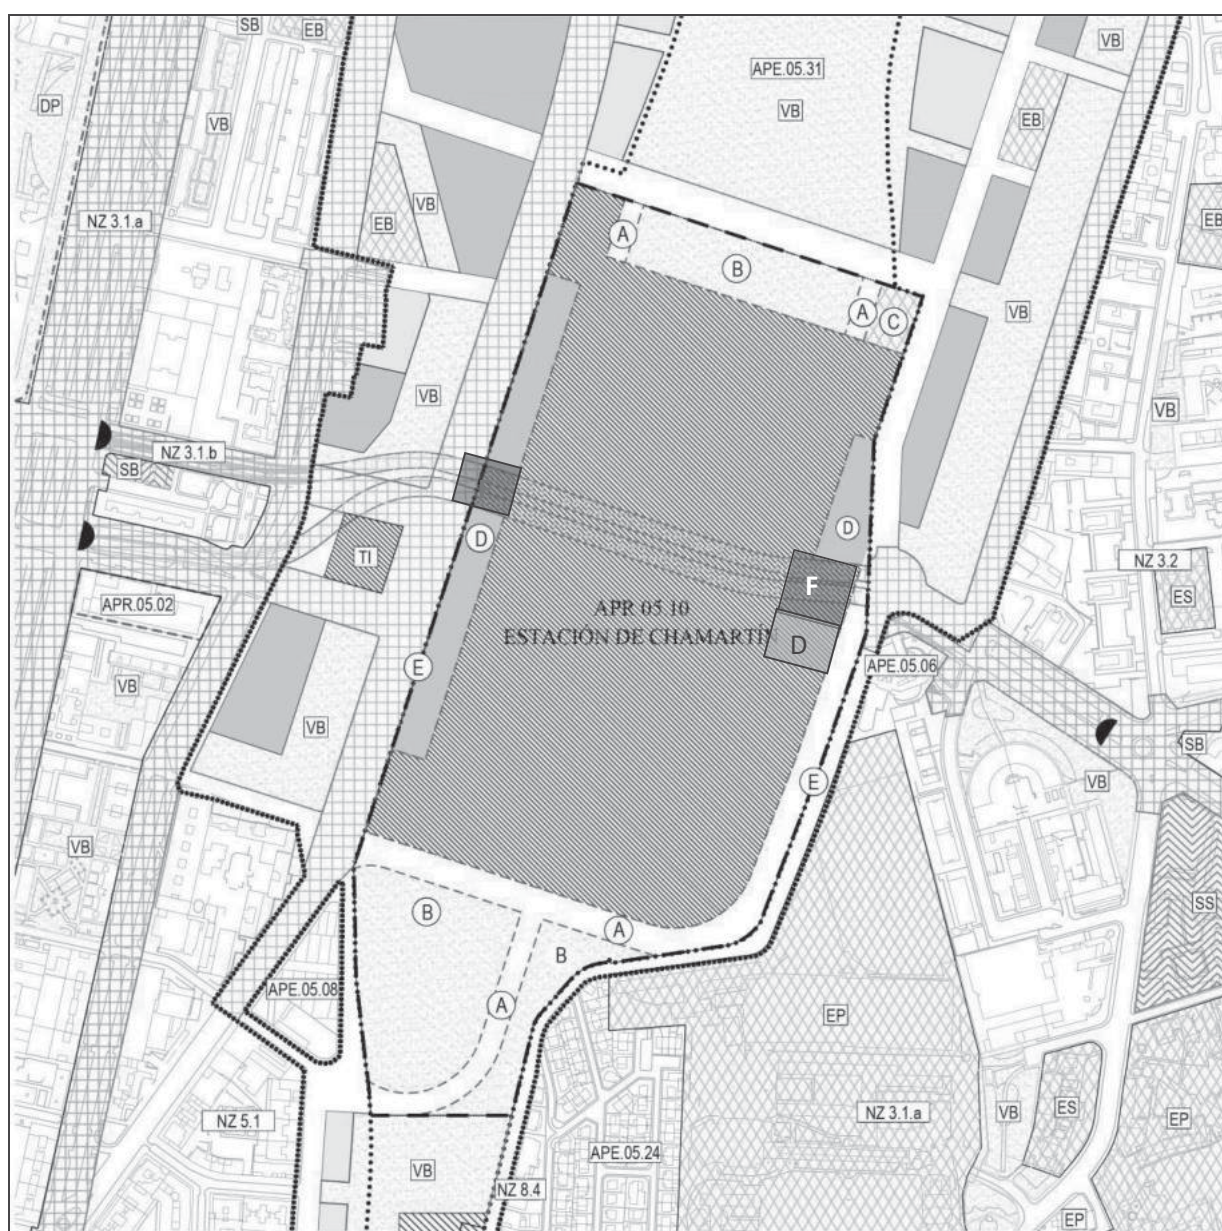 SB
EB
VB
APE.05.31
VB
DP
VB
EB
VB
EB
EB
NZ 3.1.a
VB
A
B
A
C
VB
VB
VB
NZ 3.1.b
SB
D
D
TI
NZ 3.2
ES
F
APR.05.02
APR 05.10
ESTACIÓN DE CHAMARTÍN
D
APE.05.06
E
VB
VB
SB
VB
E
VB
SS
B
A
B
APE.05.08
A
EP
NZ 3.1.a
VB
ES
EP
NZ 5.1
VB
APE.05.24
NZ 8.4
EP